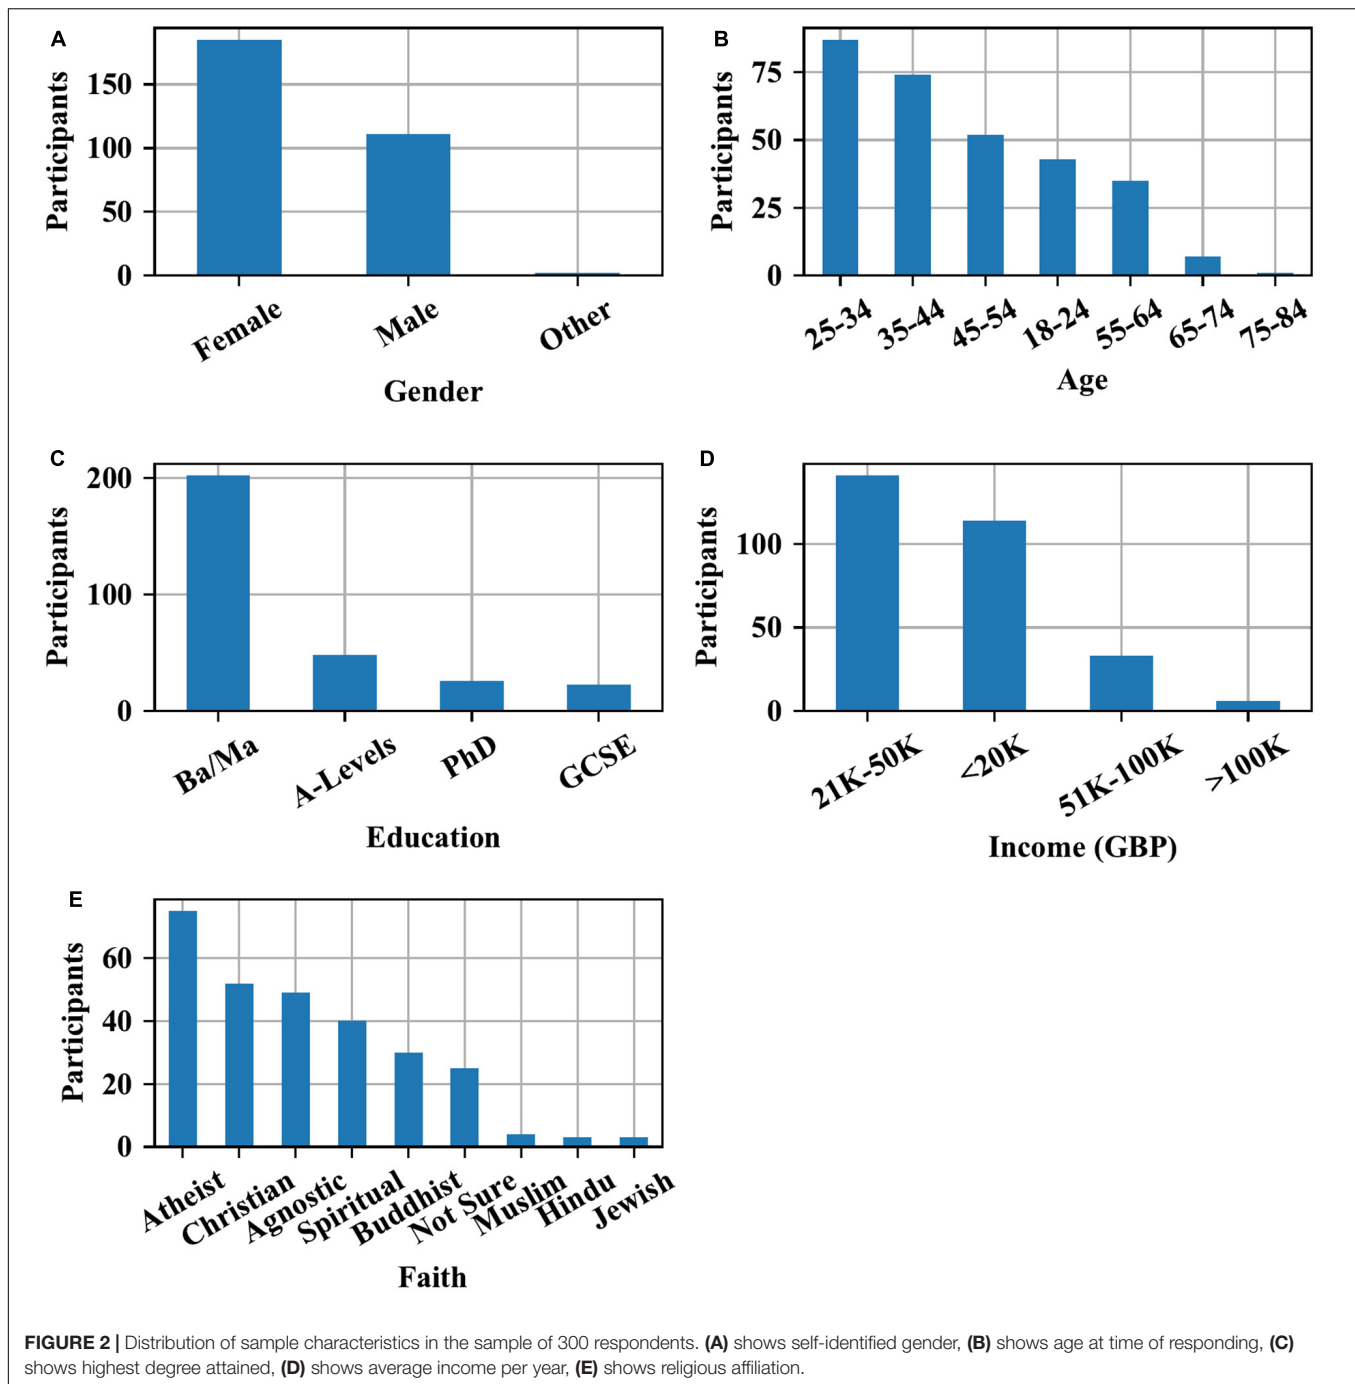 A
Participants
150
100
50
0
Female
Male
Other
Gender
B
Participants
75
50
25
0
25-34
35-44
45-54
18-24
55-64
65-74
75-84
Age
C
Participants
200
100
0
Ba/Ma
A-Levels
PhD
GCSE
Education
D
Participants
100
50
0
21K-50K
<20K
51K-100K
>100K
Income (GBP)
E
Participants
60
40
20
0
Atheist
Christian
Agnostic
Spiritual
Buddhist
Not Sure
Muslim
Hindu
Jewish
Faith
FIGURE 2 | Distribution of sample characteristics in the sample of 300 respondents. (A) shows self-identified gender, (B) shows age at time of responding, (C)
shows highest degree attained, (D) shows average income per year, (E) shows religious affiliation.